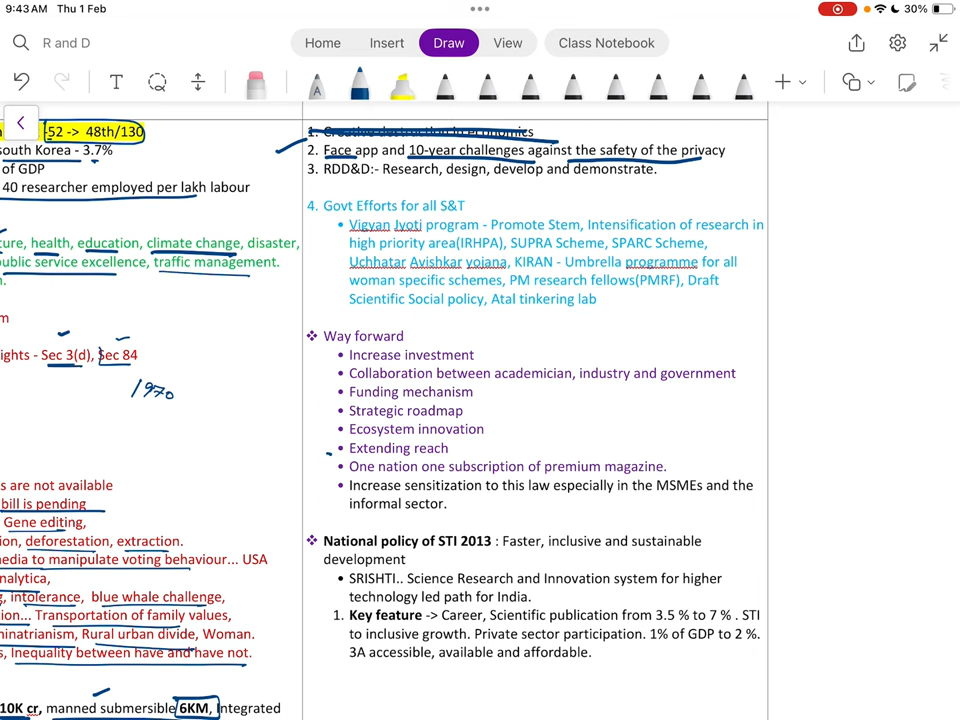 9:43 AM Thu 1 Feb
30%
R and D
Home Insert Draw View Class Notebook
-52 -> 48th/130
south Korea - 3.7%
of GDP
40 researcher employed per lakh labour
ture, health, education, climate change, disaster,
public service excellence, traffic management.
n.
m
ights - Sec 3(d), Sec 84
1970
s are not available
bill is pending
Gene editing,
ion, deforestation, extraction.
nedia to manipulate voting behaviour... USA
nalytica,
g, intolerance, blue whale challenge,
ion... Transportation of family values,
ninatrianism, Rural urban divide, Woman.
s, Inequality between have and have not.
10K cr, manned submersible 6KM, Integrated
1. Creative destruction in economics
2. Face app and 10-year challenges against the safety of the privacy
3. RDD&D:- Research, design, develop and demonstrate.
4. Govt Efforts for all S&T
• Vigyan Jyoti program - Promote Stem, Intensification of research in
high priority area(IRHPA), SUPRA Scheme, SPARC Scheme,
Uchhatar Avishkar yojana, KIRAN - Umbrella programme for all
woman specific schemes, PM research fellows(PMRF), Draft
Scientific Social policy, Atal tinkering lab
❖ Way forward
• Increase investment
• Collaboration between academician, industry and government
• Funding mechanism
• Strategic roadmap
• Ecosystem innovation
• Extending reach
• One nation one subscription of premium magazine.
• Increase sensitization to this law especially in the MSMEs and the
informal sector.
❖ National policy of STI 2013 : Faster, inclusive and sustainable
development
• SRISHTI.. Science Research and Innovation system for higher
technology led path for India.
1. Key feature -> Career, Scientific publication from 3.5 % to 7 % . STI
to inclusive growth. Private sector participation. 1% of GDP to 2 %.
3A accessible, available and affordable.